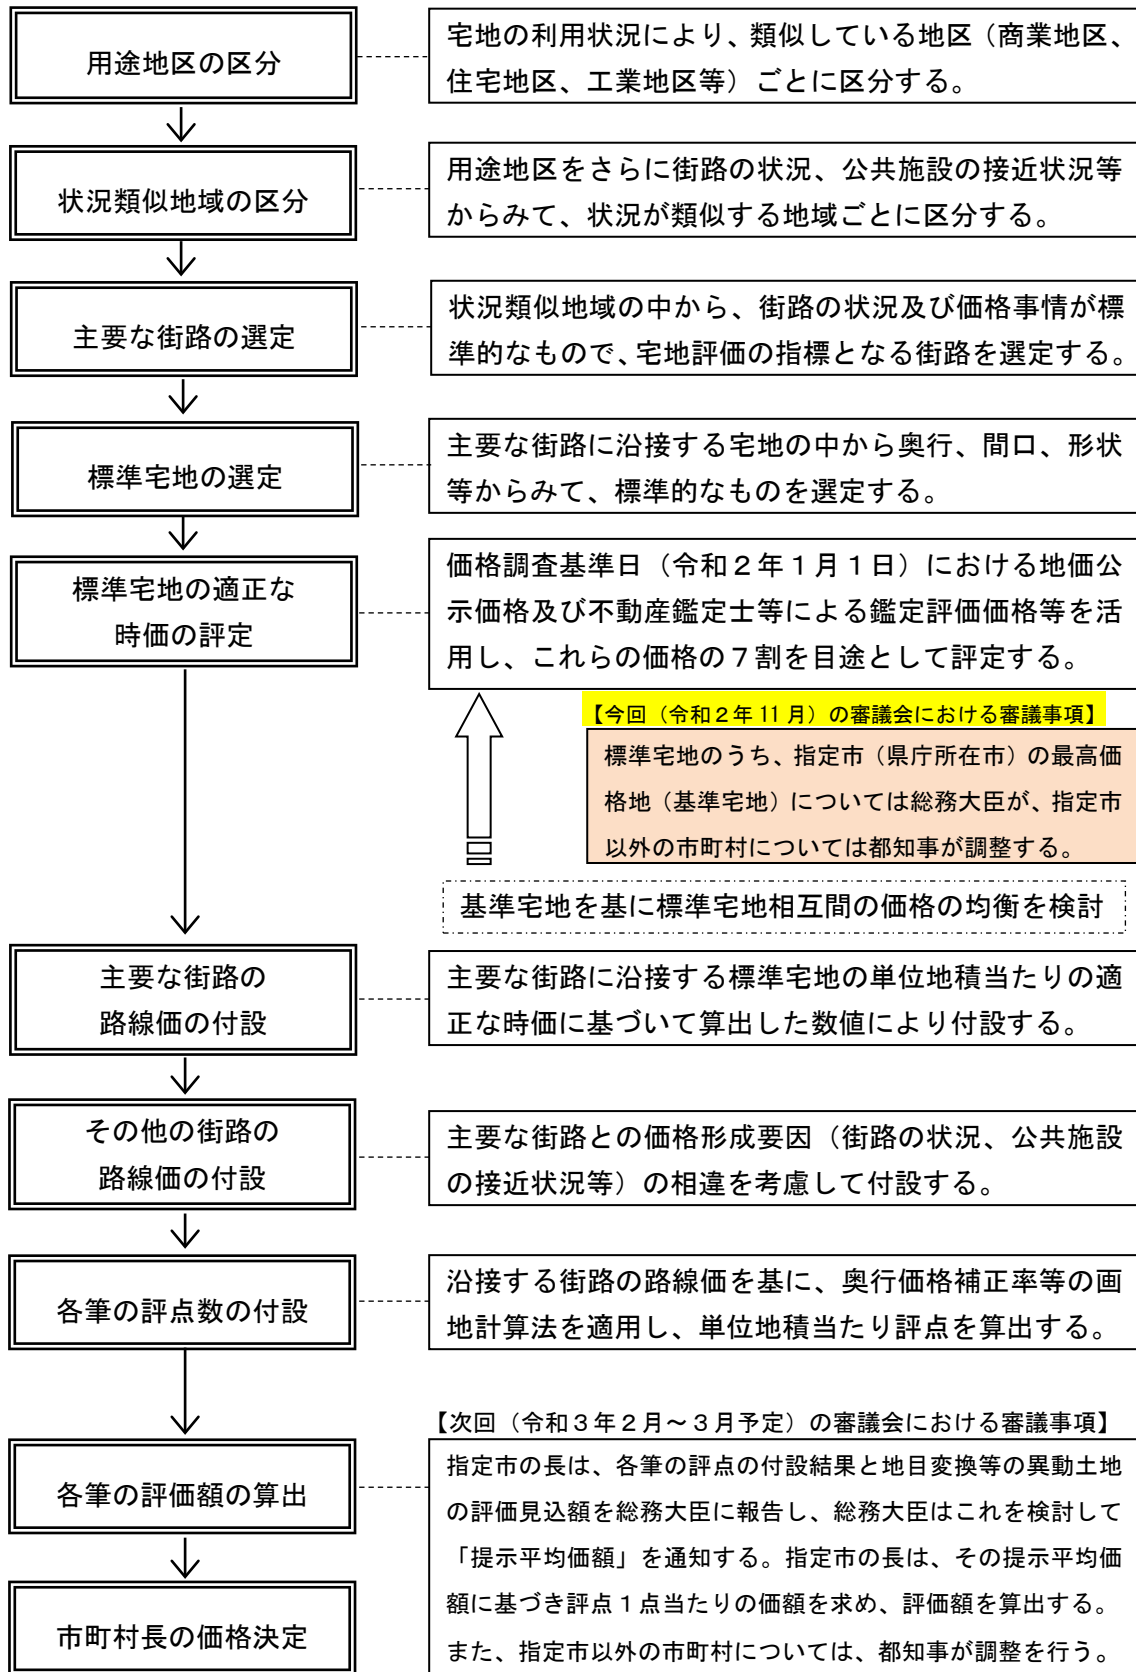 用途地区の区分
宅地の利用状況により、類似している地区（商業地区、
住宅地区、工業地区等）ごとに区分する。
状況類似地域の区分
用途地区をさらに街路の状況、公共施設の接近状況等
からみて、状況が類似する地域ごとに区分する。
主要な街路の選定
状況類似地域の中から、街路の状況及び価格事情が標
準的なもので、宅地評価の指標となる街路を選定する。
標準宅地の選定
主要な街路に沿接する宅地の中から奥行、間口、形状
等からみて、標準的なものを選定する。
標準宅地の適正な
時価の評定
価格調査基準日（令和２年１月１日）における地価公
示価格及び不動産鑑定士等による鑑定評価価格等を活
用し、これらの価格の７割を目途として評定する。
【今回（令和２年 11 月）の審議会における審議事項】
標準宅地のうち、指定市（県庁所在市）の最高価
格地（基準宅地）については総務大臣が、指定市
以外の市町村については都知事が調整する。
基準宅地を基に標準宅地相互間の価格の均衡を検討
主要な街路の
路線価の付設
主要な街路に沿接する標準宅地の単位地積当たりの適
正な時価に基づいて算出した数値により付設する。
その他の街路の
路線価の付設
主要な街路との価格形成要因（街路の状況、公共施設
の接近状況等）の相違を考慮して付設する。
各筆の評点数の付設
沿接する街路の路線価を基に、奥行価格補正率等の画
地計算法を適用し、単位地積当たり評点を算出する。
【次回（令和３年２月～３月予定）の審議会における審議事項】
各筆の評価額の算出
指定市の長は、各筆の評点の付設結果と地目変換等の異動土地
の評価見込額を総務大臣に報告し、総務大臣はこれを検討して
「提示平均価額」を通知する。指定市の長は、その提示平均価
額に基づき評点１点当たりの価額を求め、評価額を算出する。
また、指定市以外の市町村については、都知事が調整を行う。
市町村長の価格決定